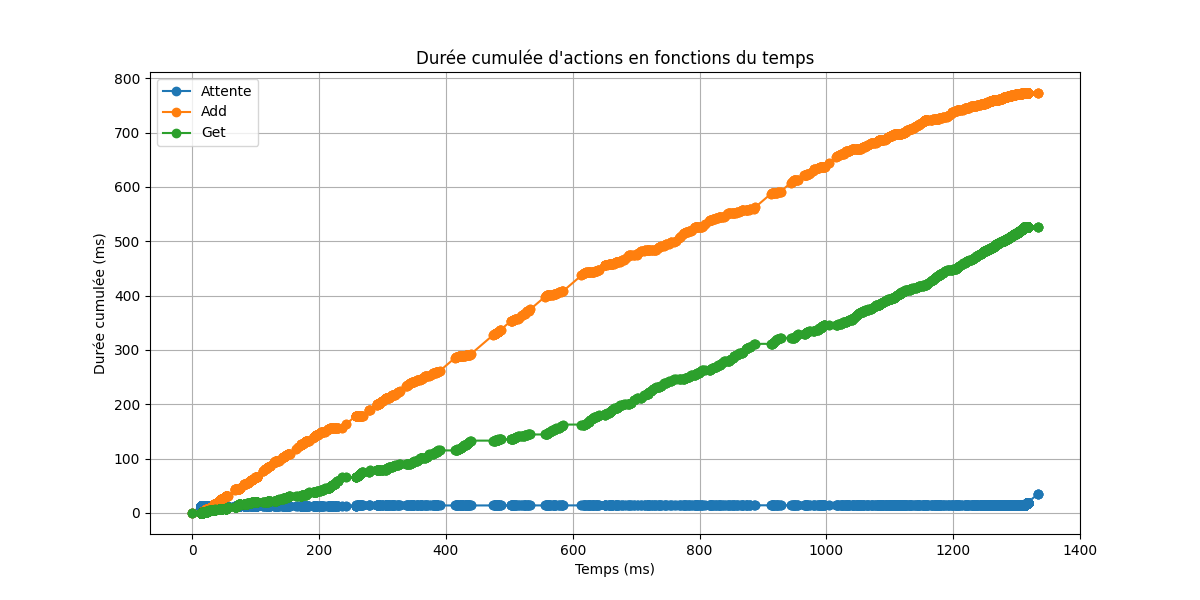 Durée cumulée d'actions en fonctions du temps
Attente
Add
Get
Durée cumulée (ms)
800
700
600
500
400
300
200
100
0
0 200 400 600 800 1000 1200 1400
Temps (ms)